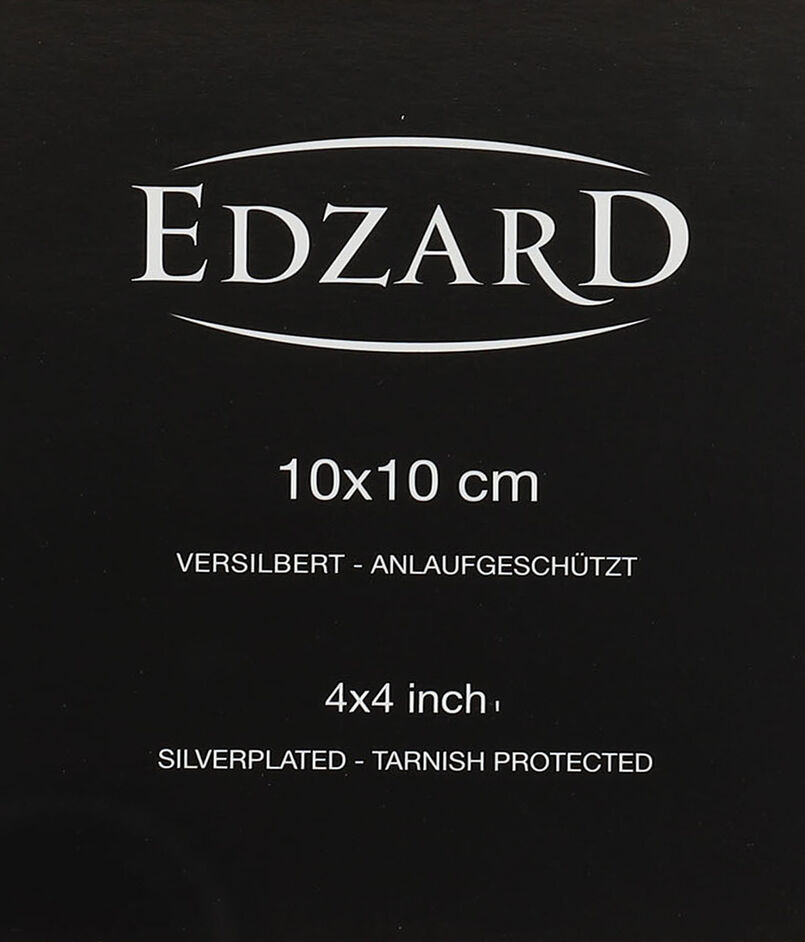 EDZARD
10x10 cm
VERSILBERT - ANLAUFGESCHÜTZT
4x4 inch
SILVERPLATED - TARNISH PROTECTED